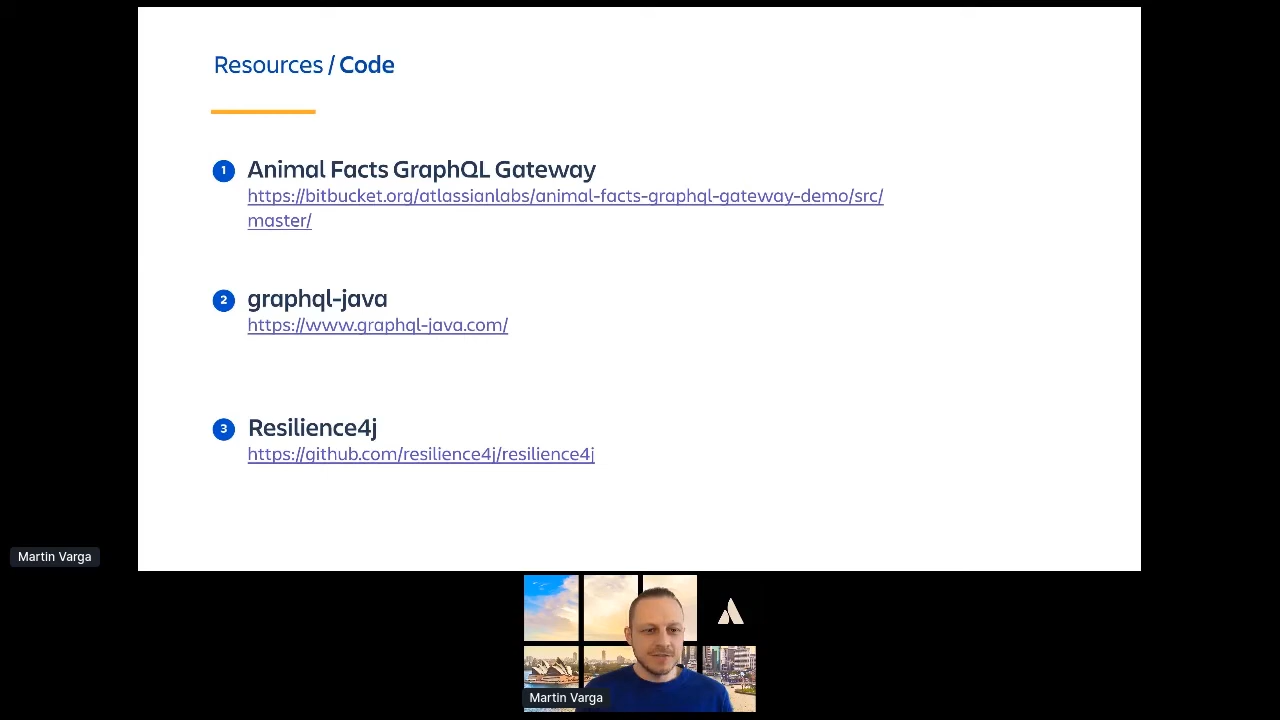 Resources / Code
1 Animal Facts GraphQL Gateway
https://bitbucket.org/atlassianlabs/animal-facts-graphql-gateway-demo/src/
master/
2 graphql-java
https://www.graphql-java.com/
3 Resilience4j
https://github.com/resilience4j/resilience4j
Martin Varga
Martin Varga